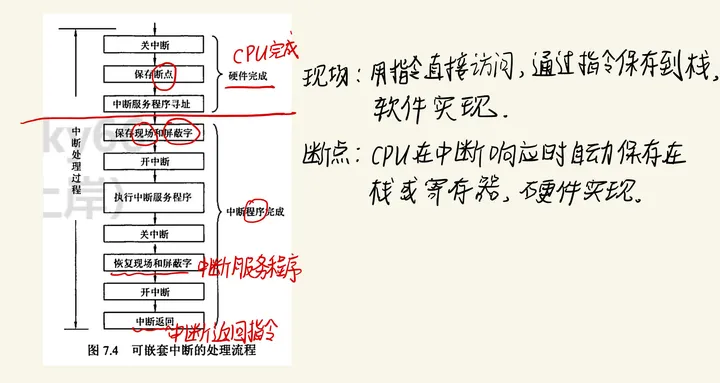 关中断
保存断点
中断服务程序寻址
CPU完成
硬件完成
保存现场和屏蔽字
开中断
执行中断服务程序
关中断
恢复现场和屏蔽字
开中断
中断返回
中断处理过程
中断程序完成
中断服务程序
中断返回指令
图 7.4 可嵌套中断的处理流程
现场：用指令直接访问，通过指令保存到栈，
软件实现.
断点：CPU在中断响应时自动保存在
栈或寄存器，硬件实现。
ky66
上岸)